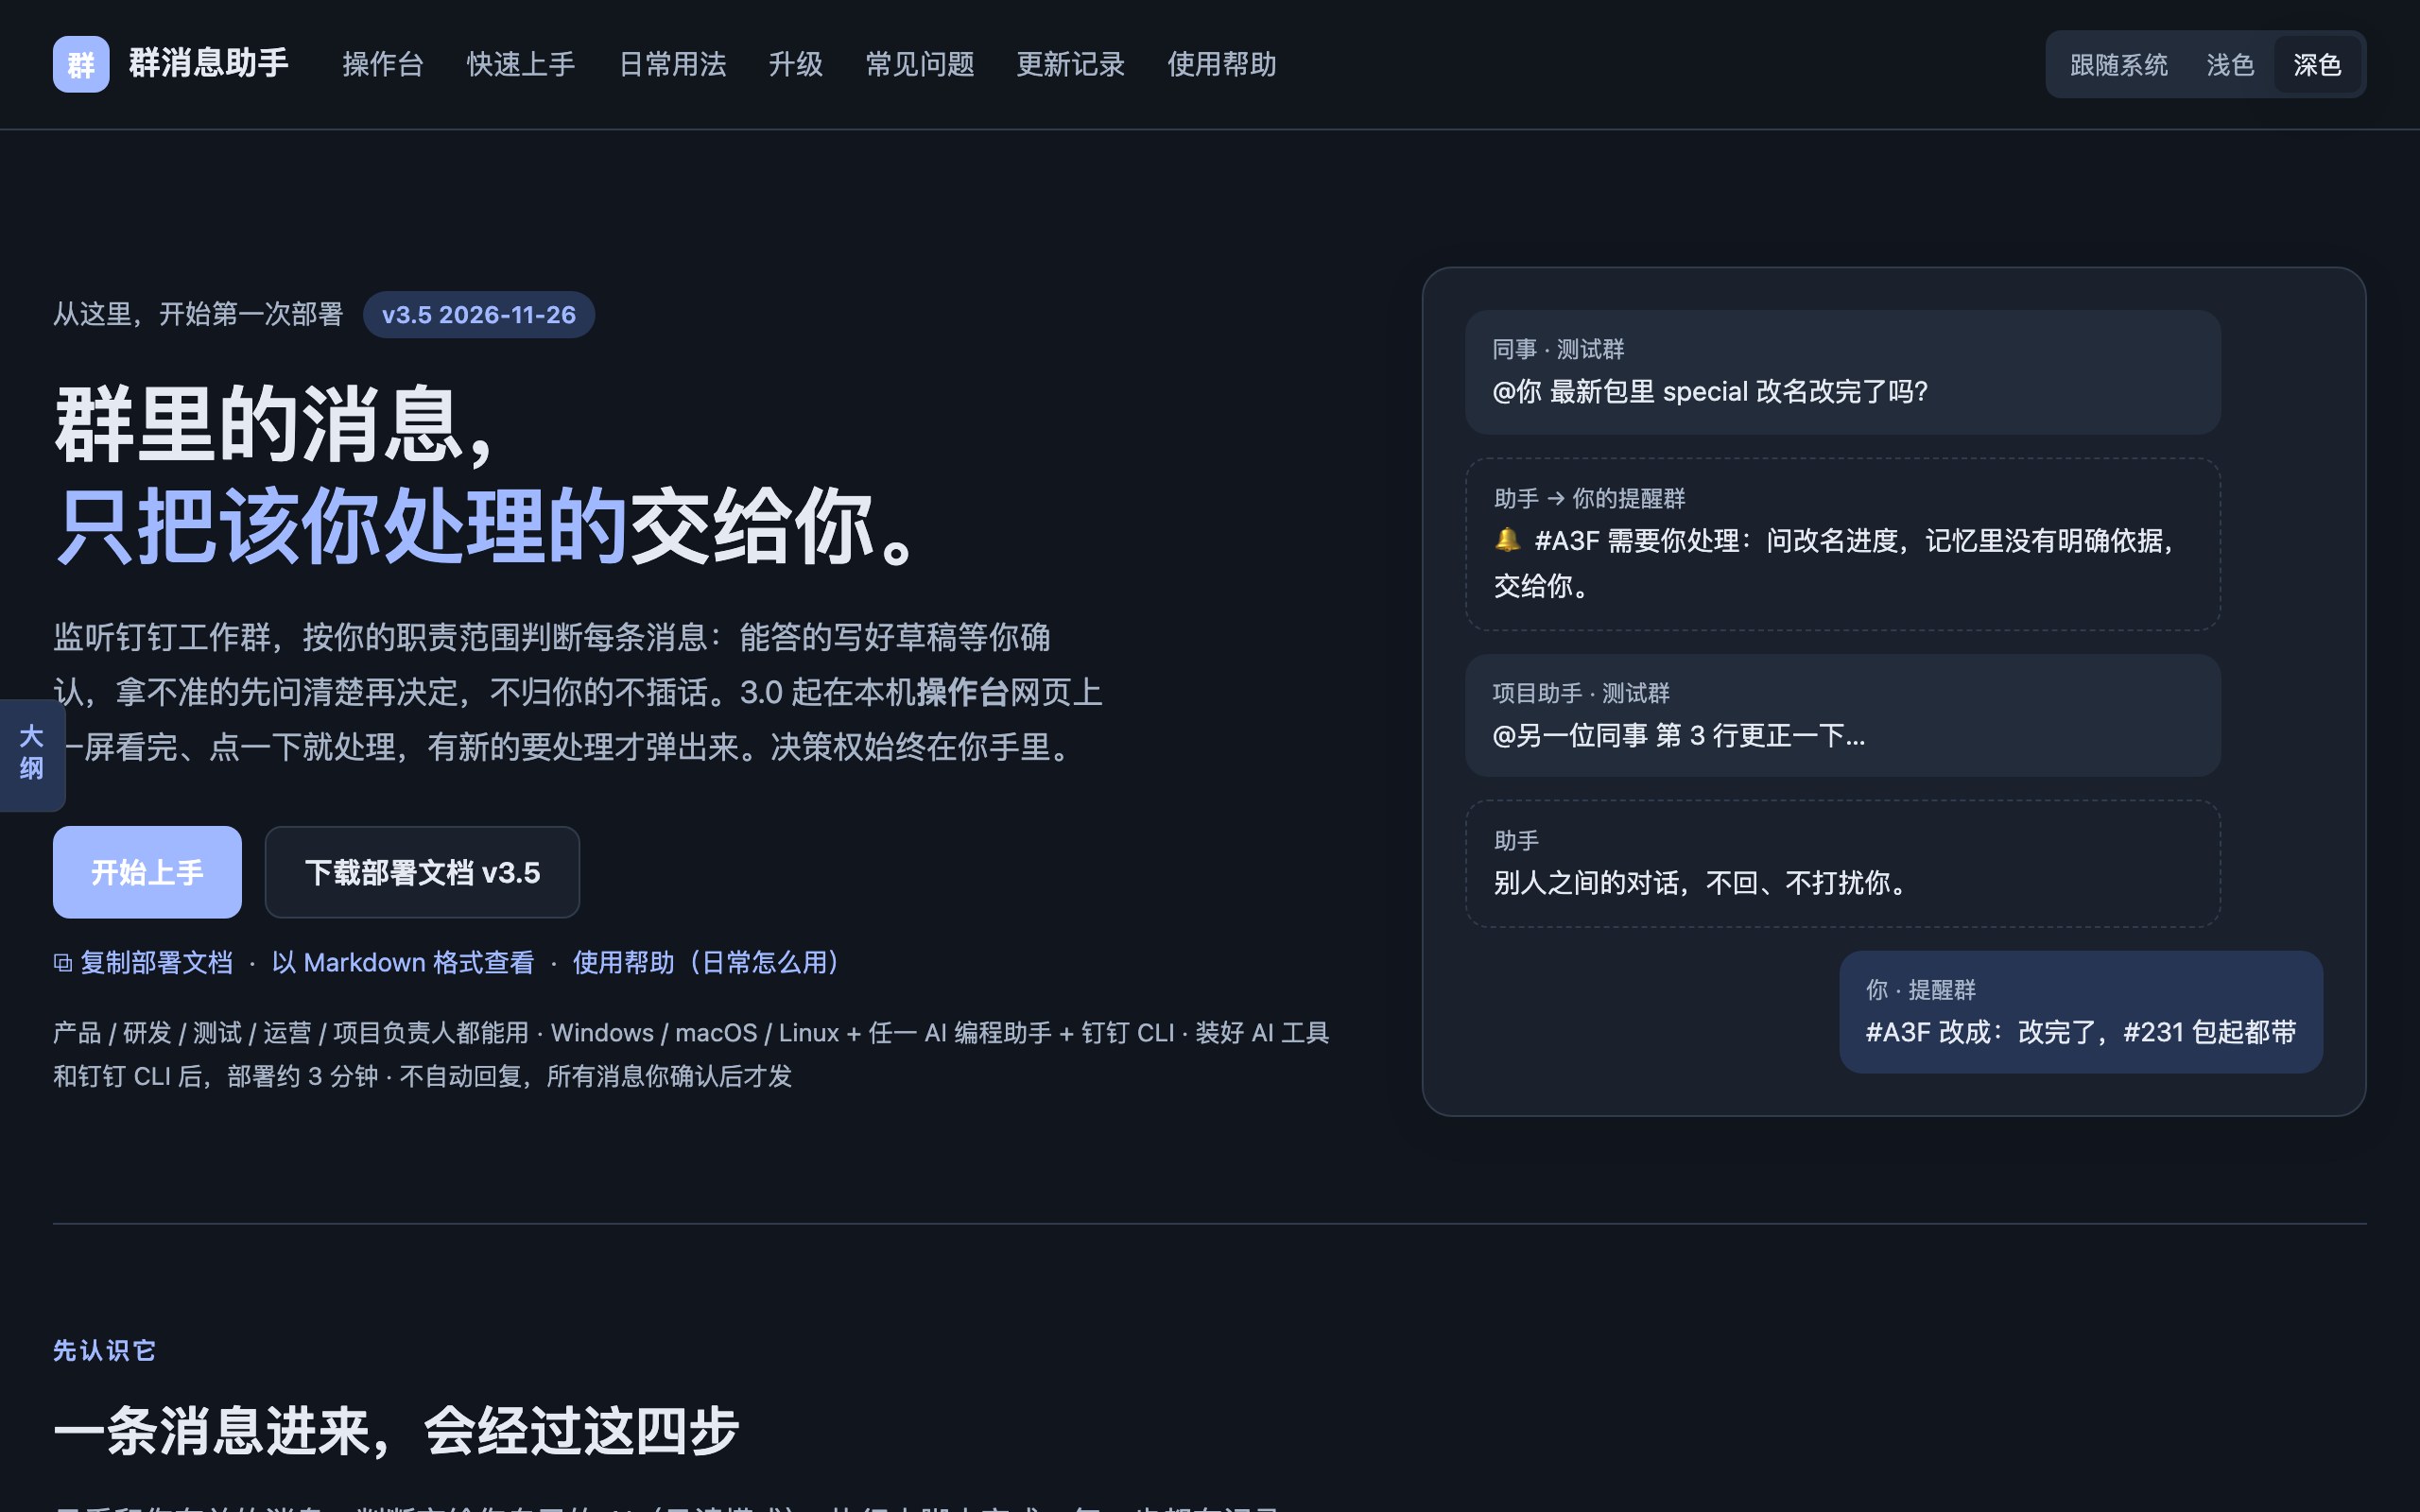 群 群消息助手 操作台 快速上手 日常用法 升级 常见问题 更新记录 使用帮助 跟随系统 浅色 深色
从这里，开始第一次部署 v3.5 2026-11-26
群里的消息，
只把该你处理的交给你。
监听钉钉工作群，按你的职责范围判断每条消息：能答的写好草稿等你确
认，拿不准的先问清楚再决定，不归你的不插话。3.0 起在本机操作台网页上
一屏看完、点一下就处理，有新的要处理才弹出来。决策权始终在你手里。
大
纲
开始上手 下载部署文档 v3.5
复制部署文档 · 以 Markdown 格式查看 · 使用帮助（日常怎么用）
产品 / 研发 / 测试 / 运营 / 项目负责人都能用 · Windows / macOS / Linux + 任一 AI 编程助手 + 钉钉 CLI · 装好 AI 工具
和钉钉 CLI 后，部署约 3 分钟 · 不自动回复，所有消息你确认后才发
同事 · 测试群
@你 最新包里 special 改名改完了吗?
助手 → 你的提醒群
🔔 #A3F 需要你处理：问改名进度，记忆里没有明确依据，
交给你。
项目助手 · 测试群
@另一位同事 第 3 行更正一下...
助手
别人之间的对话，不回、不打扰你。
你 · 提醒群
#A3F 改成：改完了，#231 包起都带
先认识它
一条消息进来，会经过这四步